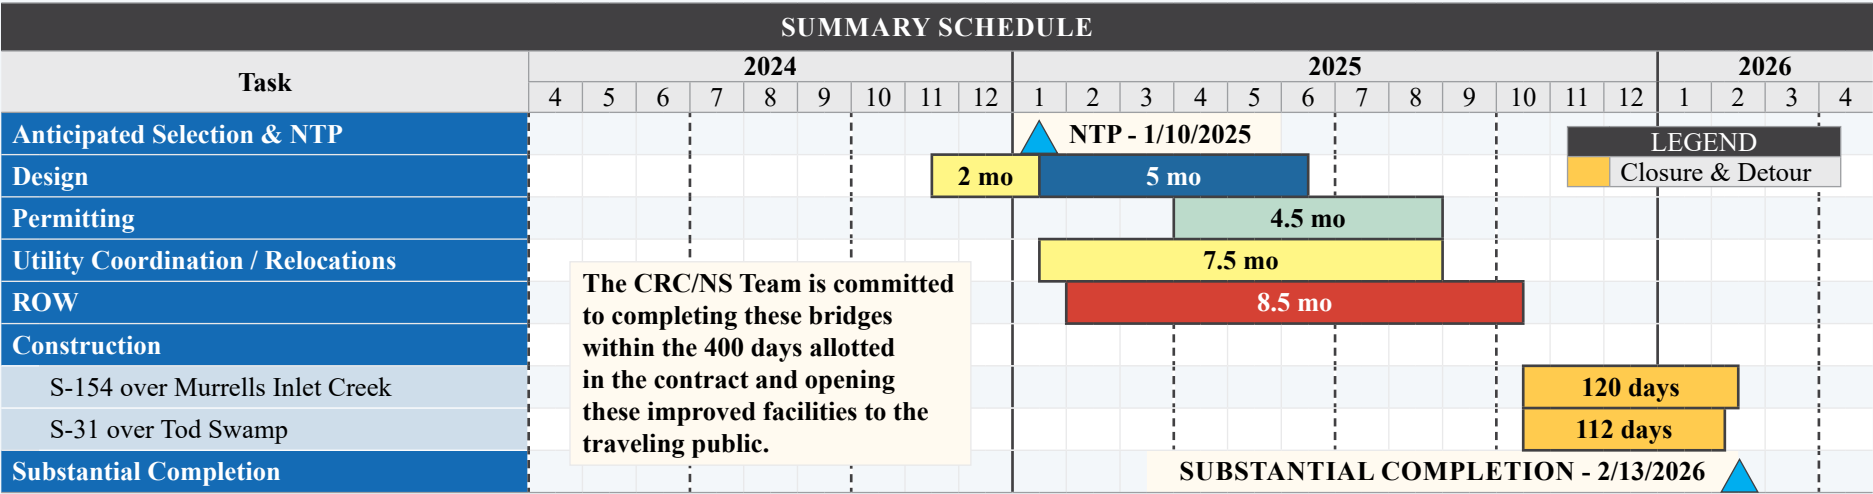 SUMMARY SCHEDULE
Task
2024
2025
2026
4 5 6 7 8 9 10 11 12 1 2 3 4 5 6 7 8 9 10 11 12 1 2 3 4
Anticipated Selection & NTP
NTP - 1/10/2025
LEGEND
Closure & Detour
Design
2 mo
5 mo
Permitting
4.5 mo
Utility Coordination / Relocations
7.5 mo
ROW
8.5 mo
The CRC/NS Team is committed
to completing these bridges
within the 400 days allotted
in the contract and opening
these improved facilities to the
traveling public.
Construction
S-154 over Murrells Inlet Creek
120 days
S-31 over Tod Swamp
112 days
Substantial Completion
SUBSTANTIAL COMPLETION - 2/13/2026